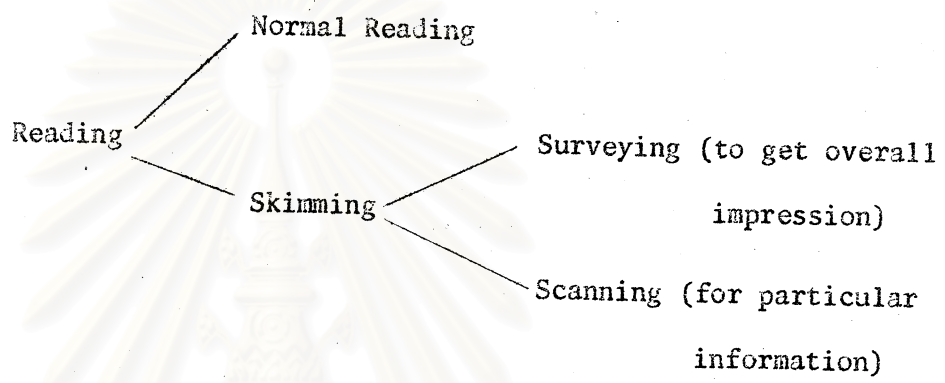 Normal Reading
Reading
Surveying (to get overall
impression)
Skimming
Scanning (for particular
information)